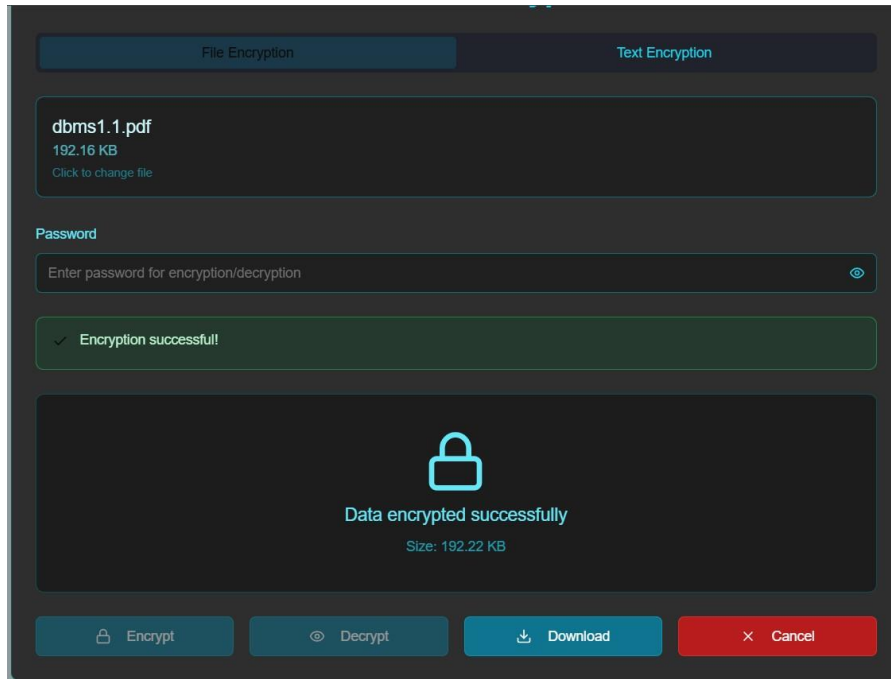 File Encryption
Text Encryption
dbms1.1.pdf
192.16 KB
Click to change file
Password
Enter password for encryption/decryption
Encryption successful!
Data encrypted successfully
Size: 192.22 KB
Encrypt
Decrypt
Download
Cancel